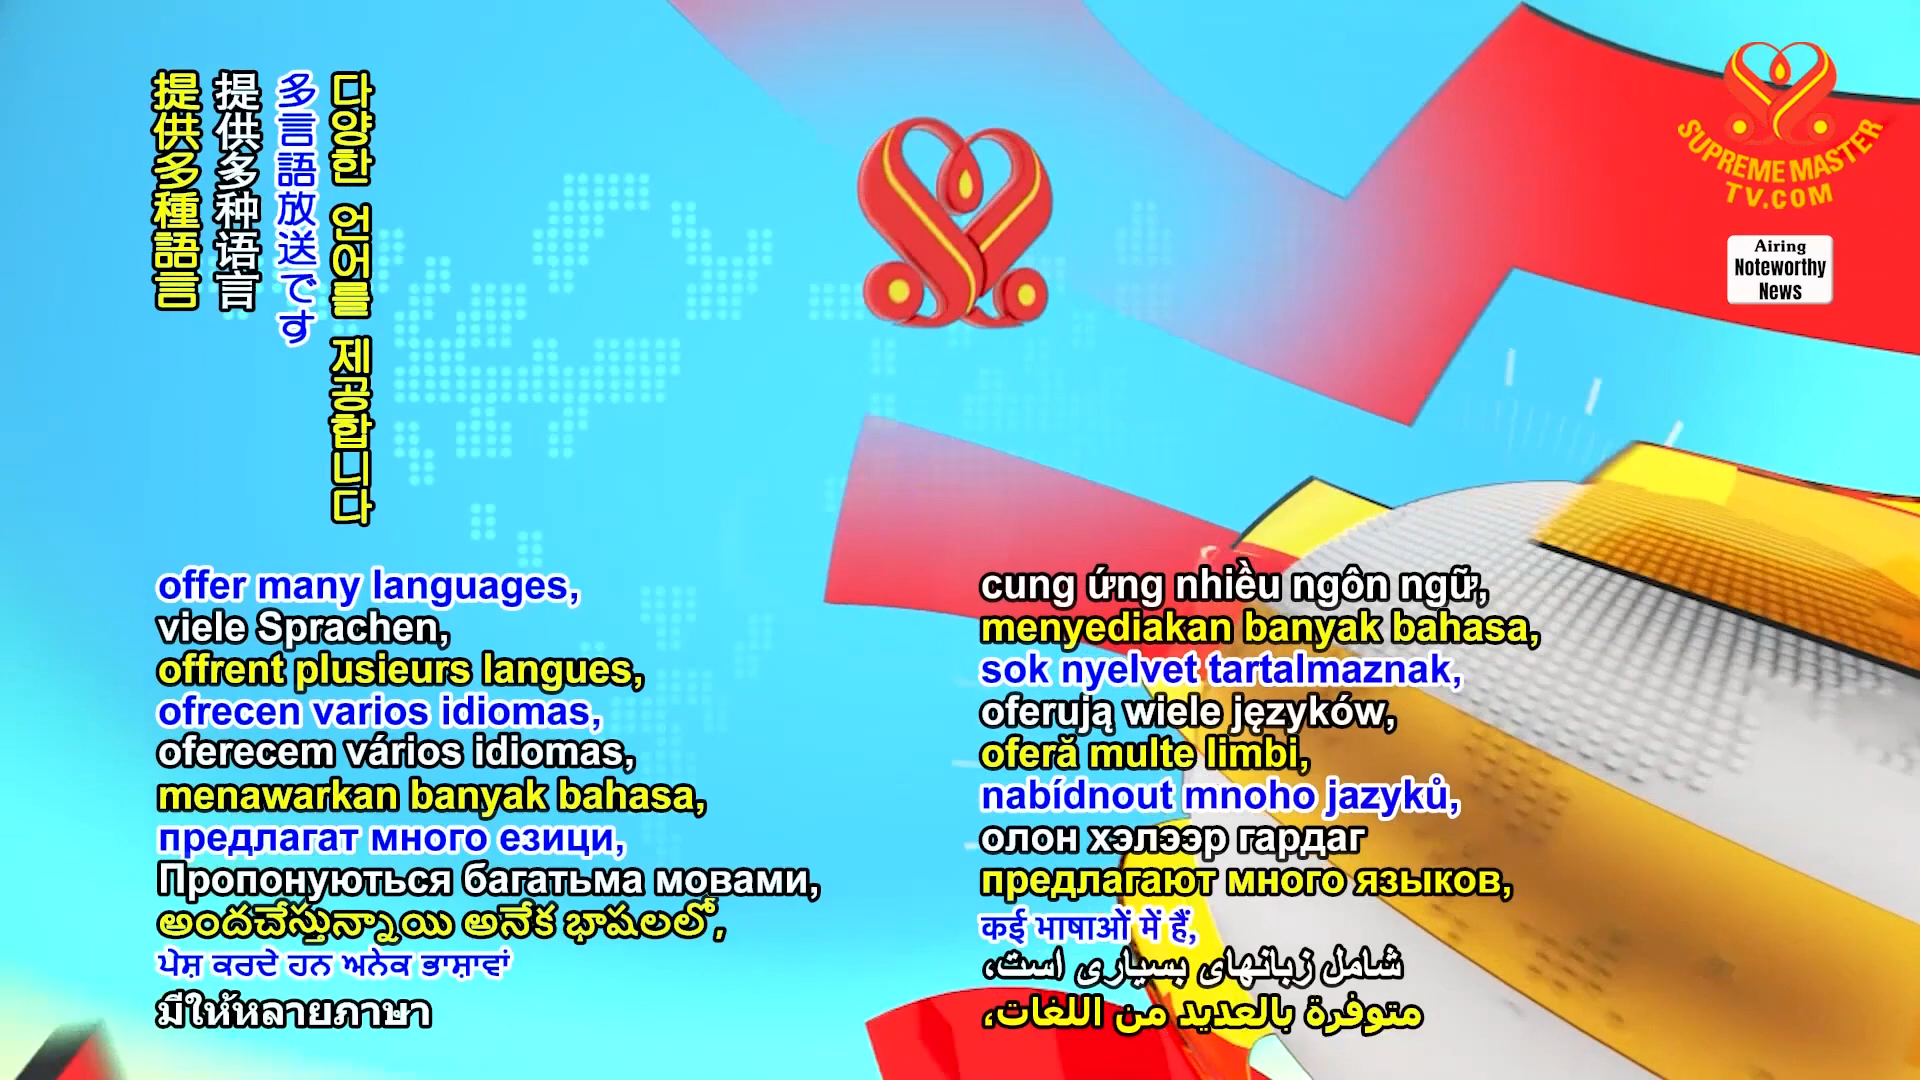 提供多種語言
提供多种语言
多言語放送です
다양한 언어를 제공합니다
SUPREME MASTER
TV.COM
Airing
Noteworthy
News
offer many languages,
viele Sprachen,
offrent plusieurs langues,
ofrecen varios idiomas,
oferecem vários idiomas,
menawarkan banyak bahasa,
предлагат много езици,
Пропонуються багатьма мовами,
అందచేస్తున్నాయి అనేక భాషలలో,
ਪੇਸ਼ ਕਰਦੇ ਹਨ ਅਨੇਕ ਭਾਸ਼ਾਵਾਂ
มีให้หลายภาษา
cung ứng nhiều ngôn ngữ,
menyediakan banyak bahasa,
sok nyelvet tartalmaznak,
oferują wiele języków,
oferă multe limbi,
nabídnout mnoho jazyků,
олон хэлээр гардаг
предлагают много языков,
कई भाषाओं में हैं,
شامل زبانهای بسیاری است،
متوفرة بالعديد من اللغات،